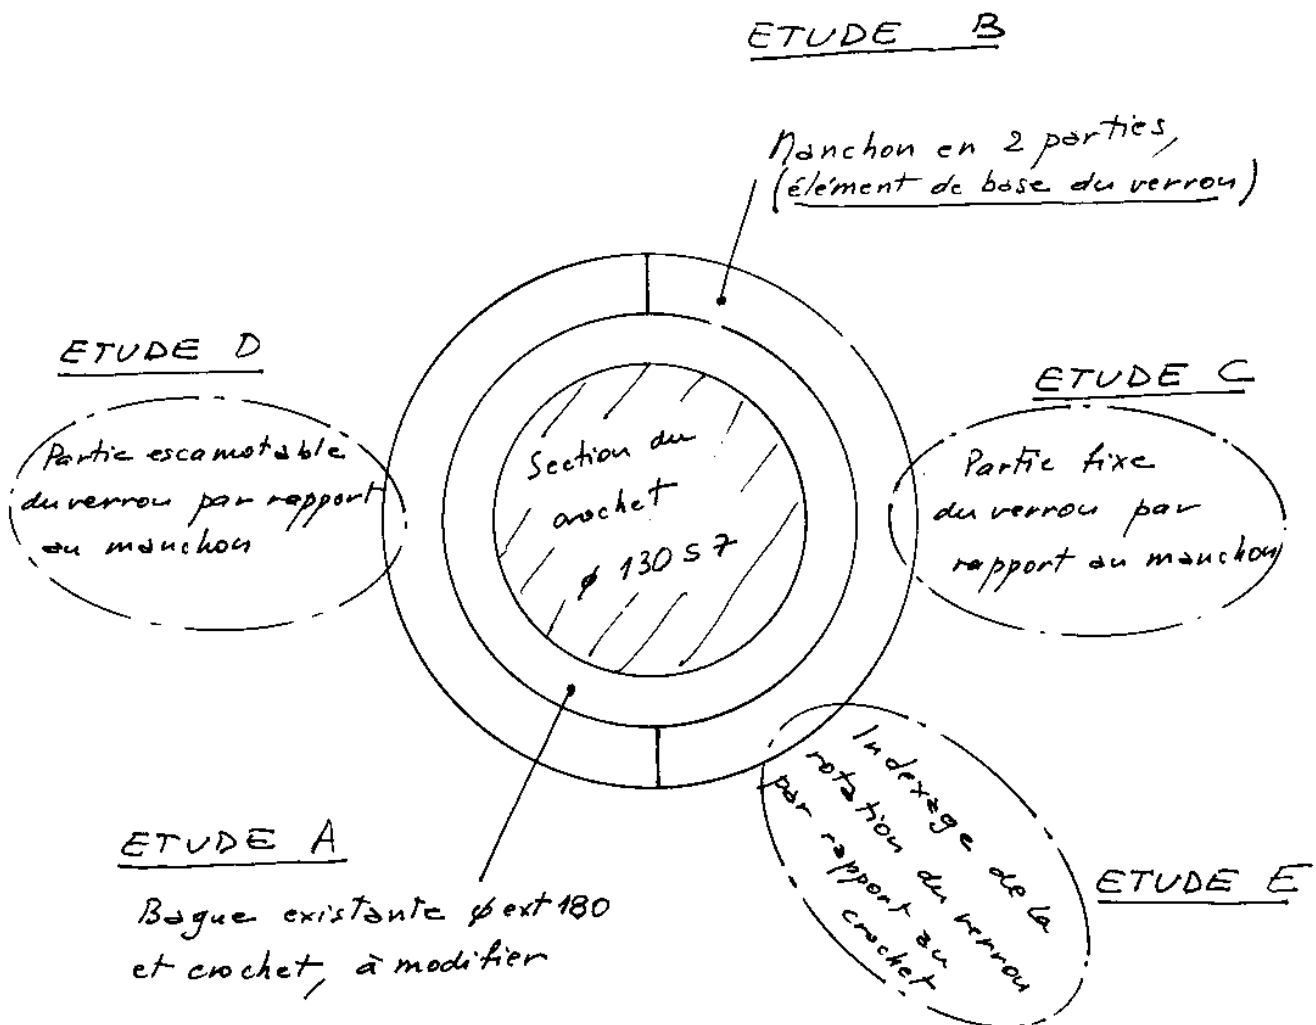 ETUDE B
Manchon en 2 parties,
(élément de base du verrou)
ETUDE D
Partie escamotable
du verrou par rapport
au manchon
ETUDE C
Partie fixe
du verrou par
rapport au manchon
Section du
crochet
φ 130 s 7
Indexage de la
rotation du verrou
par rapport au
crochet
ETUDE E
ETUDE A
Bague existante φ ext 180
et crochet, à modifier